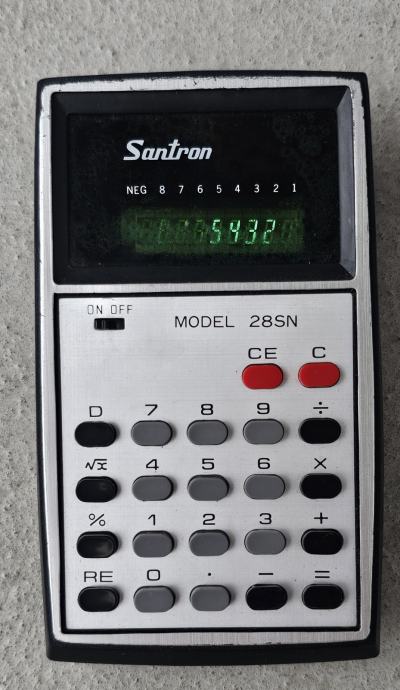 Santron
NEG 8 7 6 5 4 3 2 1
5432
ON OFF
MODEL 28SN
CE C
D 7 8 9 ÷
√x 4 5 6 ×
% 1 2 3 +
RE 0 · − =